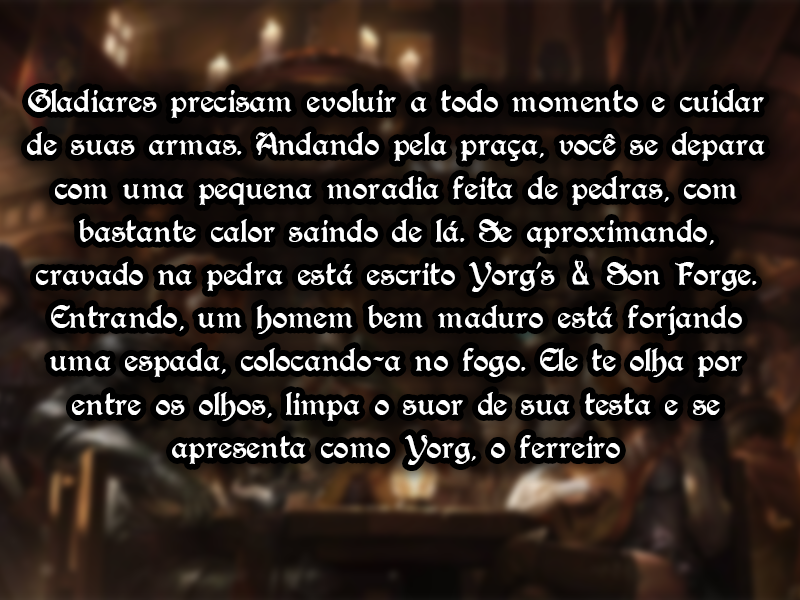 Gladiares precisam evoluir a todo momento e cuidar
de suas armas. Andando pela praça, você se depara
com uma pequena moradia feita de pedras, com
bastante calor saindo de lá. Se aproximando,
cravado na pedra está escrito Yorg's & Son Forge.
Entrando, um homem bem maduro está forjando
uma espada, colocando-a no fogo. Ele te olha por
entre os olhos, limpa o suor de sua testa e se
apresenta como Yorg, o ferreiro